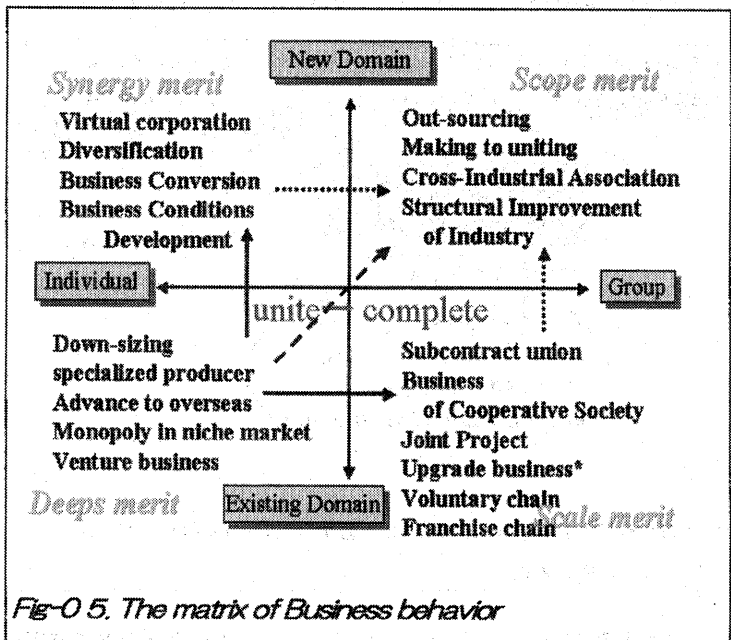 New Domain
Synergy merit
Scope merit
Virtual corporation
Diversification
Business Conversion
Business Conditions
Development
Out-sourcing
Making to uniting
Cross-Industrial Association
Structural Improvement
of Industry
Individual
Group
unite – complete
Down-sizing
specialized producer
Advance to overseas
Monopoly in niche market
Venture business
Subcontract union
Business
of Cooperative Society
Joint Project
Upgrade business*
Voluntary chain
Franchise chain
Deeps merit
Existing Domain
Scale merit
Fig-O 5. The matrix of Business behavior